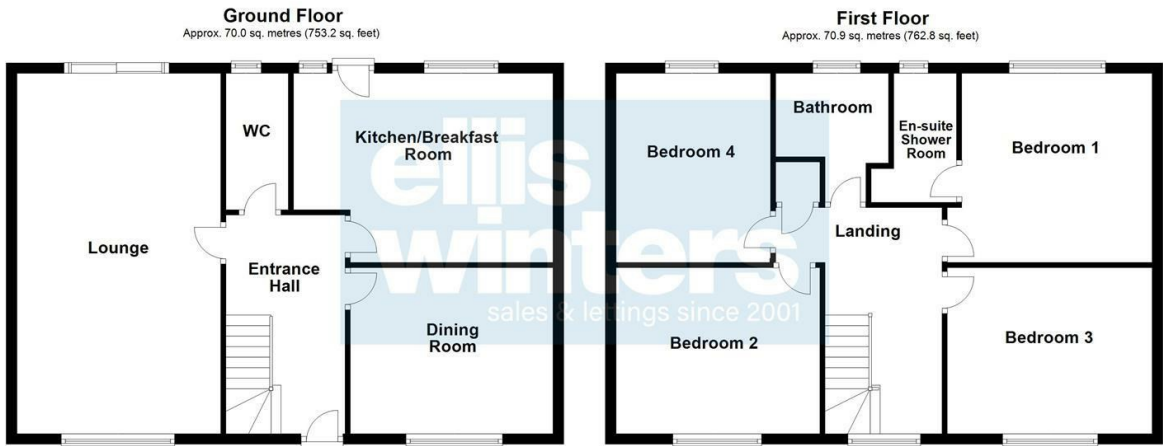 Ground Floor
Approx. 70.0 sq. metres (753.2 sq. feet)
WC
Kitchen/Breakfast
Room
Lounge
Entrance
Hall
Dining
Room
First Floor
Approx. 70.9 sq. metres (762.8 sq. feet)
Bathroom
En-suite
Shower
Room
Bedroom 4
Bedroom 1
Landing
Bedroom 2
Bedroom 3
ellis
winters
sales & lettings since 2001